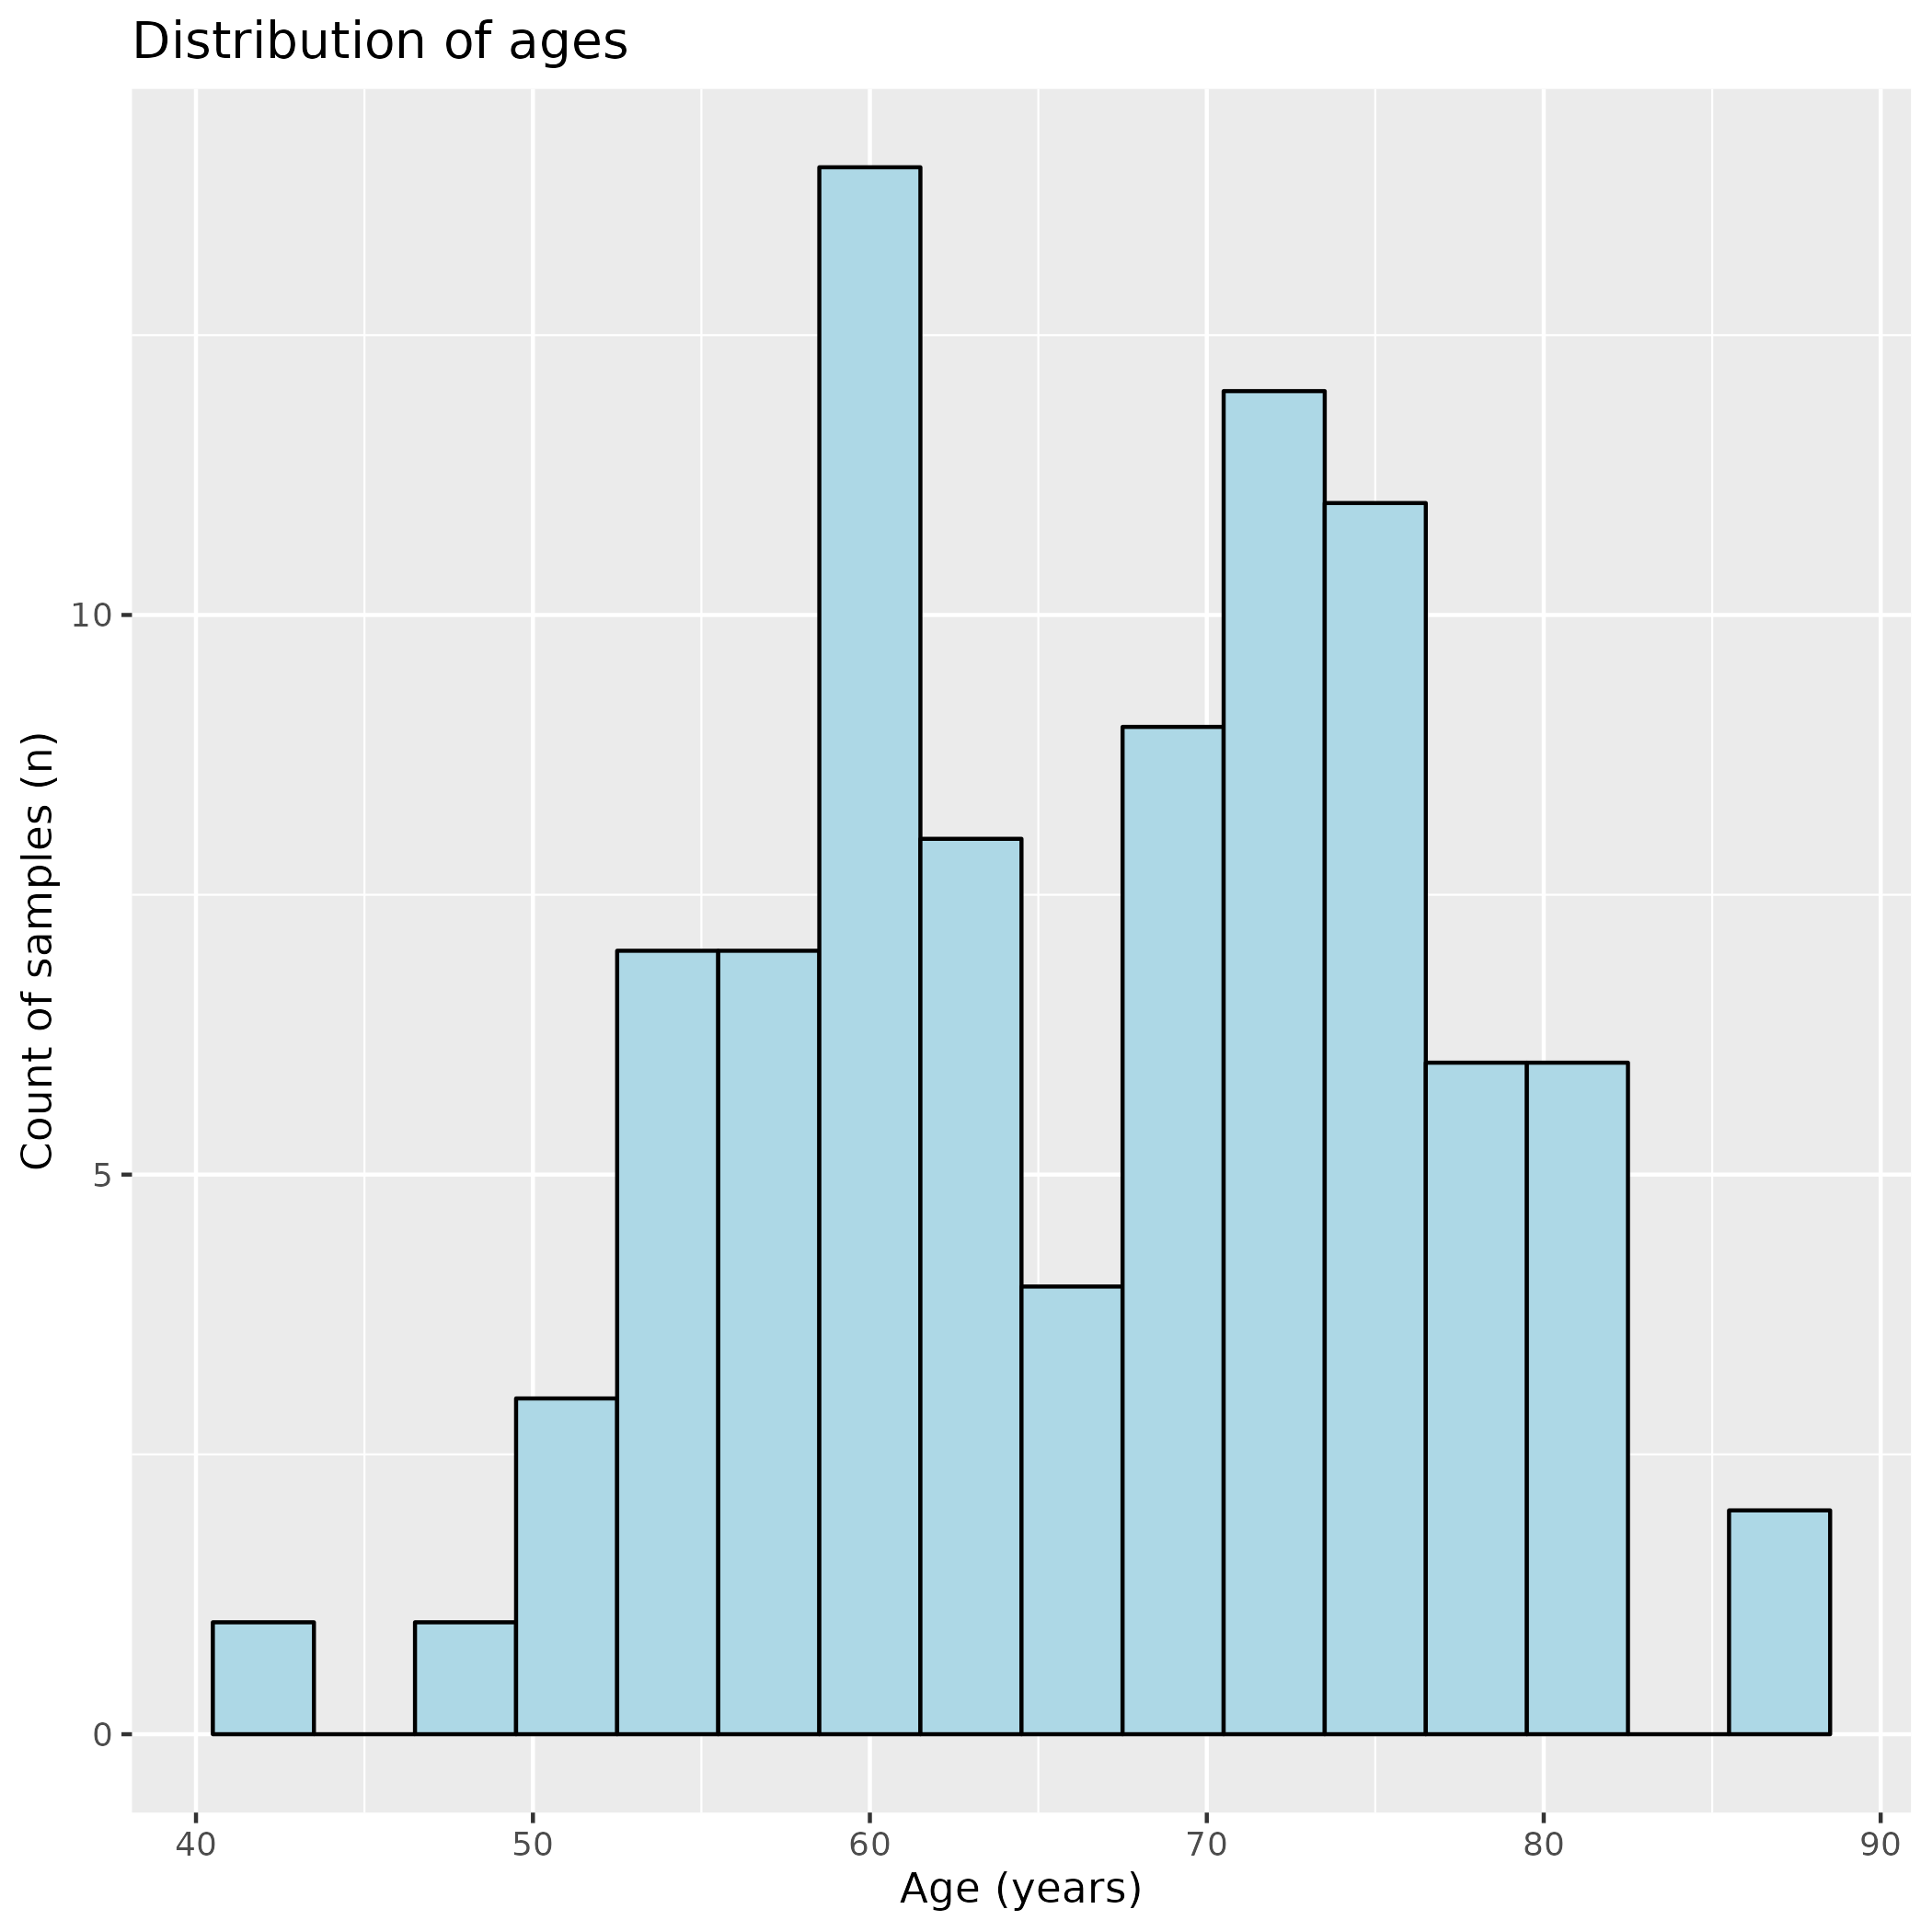 Distribution of ages
Count of samples (n)
10
5
0
40 50 60 70 80 90
Age (years)